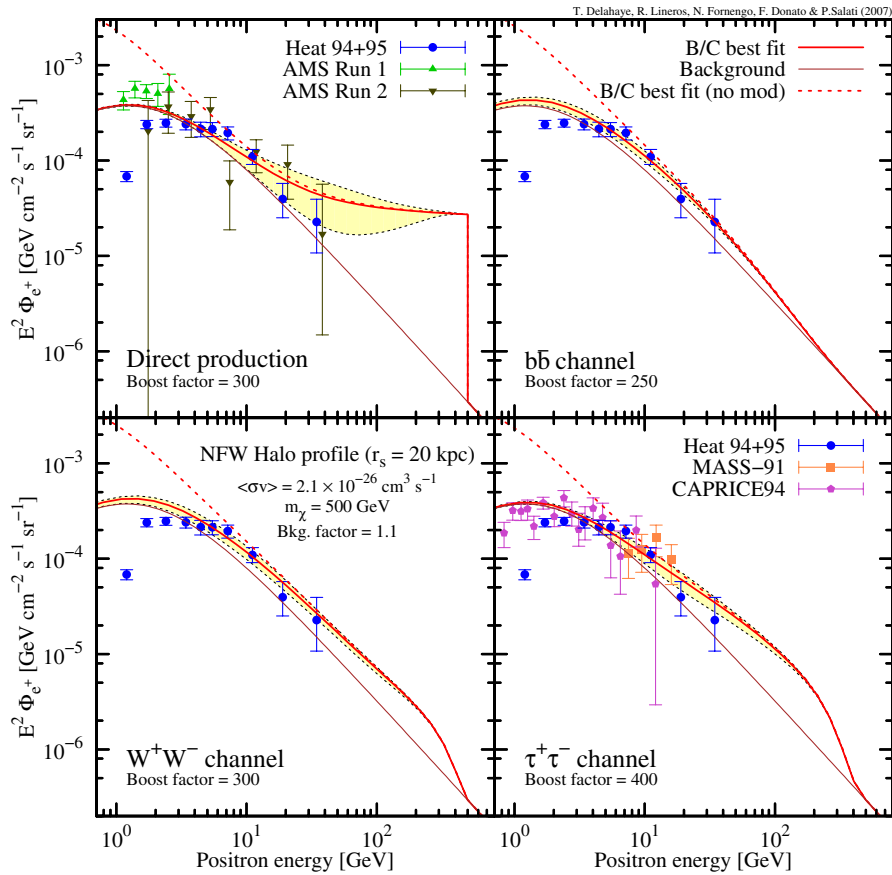 T. Delahaye, R. Lineros, N. Fornengo, F. Donato & P.Salati (2007)
Heat 94+95
AMS Run 1
AMS Run 2
B/C best fit
Background
B/C best fit (no mod)
10⁻³
10⁻⁴
10⁻⁵
10⁻⁶
E² Φₑ⁺ [GeV cm⁻² s⁻¹ sr⁻¹]
Direct production
Boost factor = 300
bb̄ channel
Boost factor = 250
NFW Halo profile (rₛ = 20 kpc)
<σv> = 2.1 × 10⁻²⁶ cm³ s⁻¹
mᵪ = 500 GeV
Bkg. factor = 1.1
Heat 94+95
MASS−91
CAPRICE94
10⁻³
10⁻⁴
10⁻⁵
10⁻⁶
E² Φₑ⁺ [GeV cm⁻² s⁻¹ sr⁻¹]
W⁺W⁻ channel
Boost factor = 300
τ⁺τ⁻ channel
Boost factor = 400
10⁰ 10¹ 10² 10⁰ 10¹ 10²
Positron energy [GeV] Positron energy [GeV]